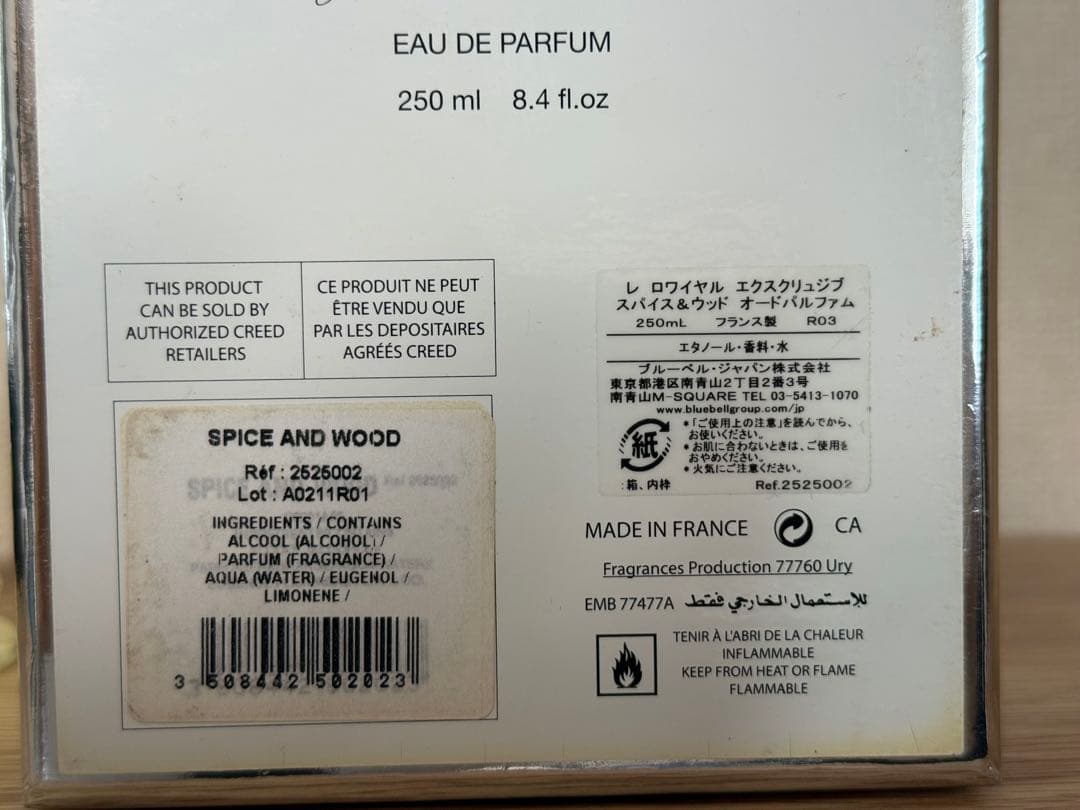 EAU DE PARFUM
250 ml 8.4 fl.oz
THIS PRODUCT
CAN BE SOLD BY
AUTHORIZED CREED
RETAILERS
CE PRODUIT NE PEUT
ÊTRE VENDU QUE
PAR LES DEPOSITAIRES
AGRÉÉS CREED
SPICE AND WOOD
Réf : 2525002
Lot : A0211R01
INGREDIENTS / CONTAINS
ALCOOL (ALCOHOL) /
PARFUM (FRAGRANCE) /
AQUA (WATER) / EUGENOL /
LIMONENE /
3 508442 502023
レ ロワイヤル エクスクリュジブ
スパイス&ウッド オードパルファム
250mL フランス製 R03
エタノール・香料・水
ブルーベル・ジャパン株式会社
東京都港区南青山2丁目2番3号
南青山M-SQUARE TEL 03-5413-1070
www.bluebellgroup.com/jp
紙
*「ご使用上の注意」を読んでから、
お使いください。
*お肌に合わないときは、ご使用を
おやめください。
*火気にご注意ください。
:箱、内枠
Ref.2525002
MADE IN FRANCE CA
Fragrances Production 77760 Ury
EMB 77477A للإستعمال الخارجي فقط
TENIR À L'ABRI DE LA CHALEUR
INFLAMMABLE
KEEP FROM HEAT OR FLAME
FLAMMABLE